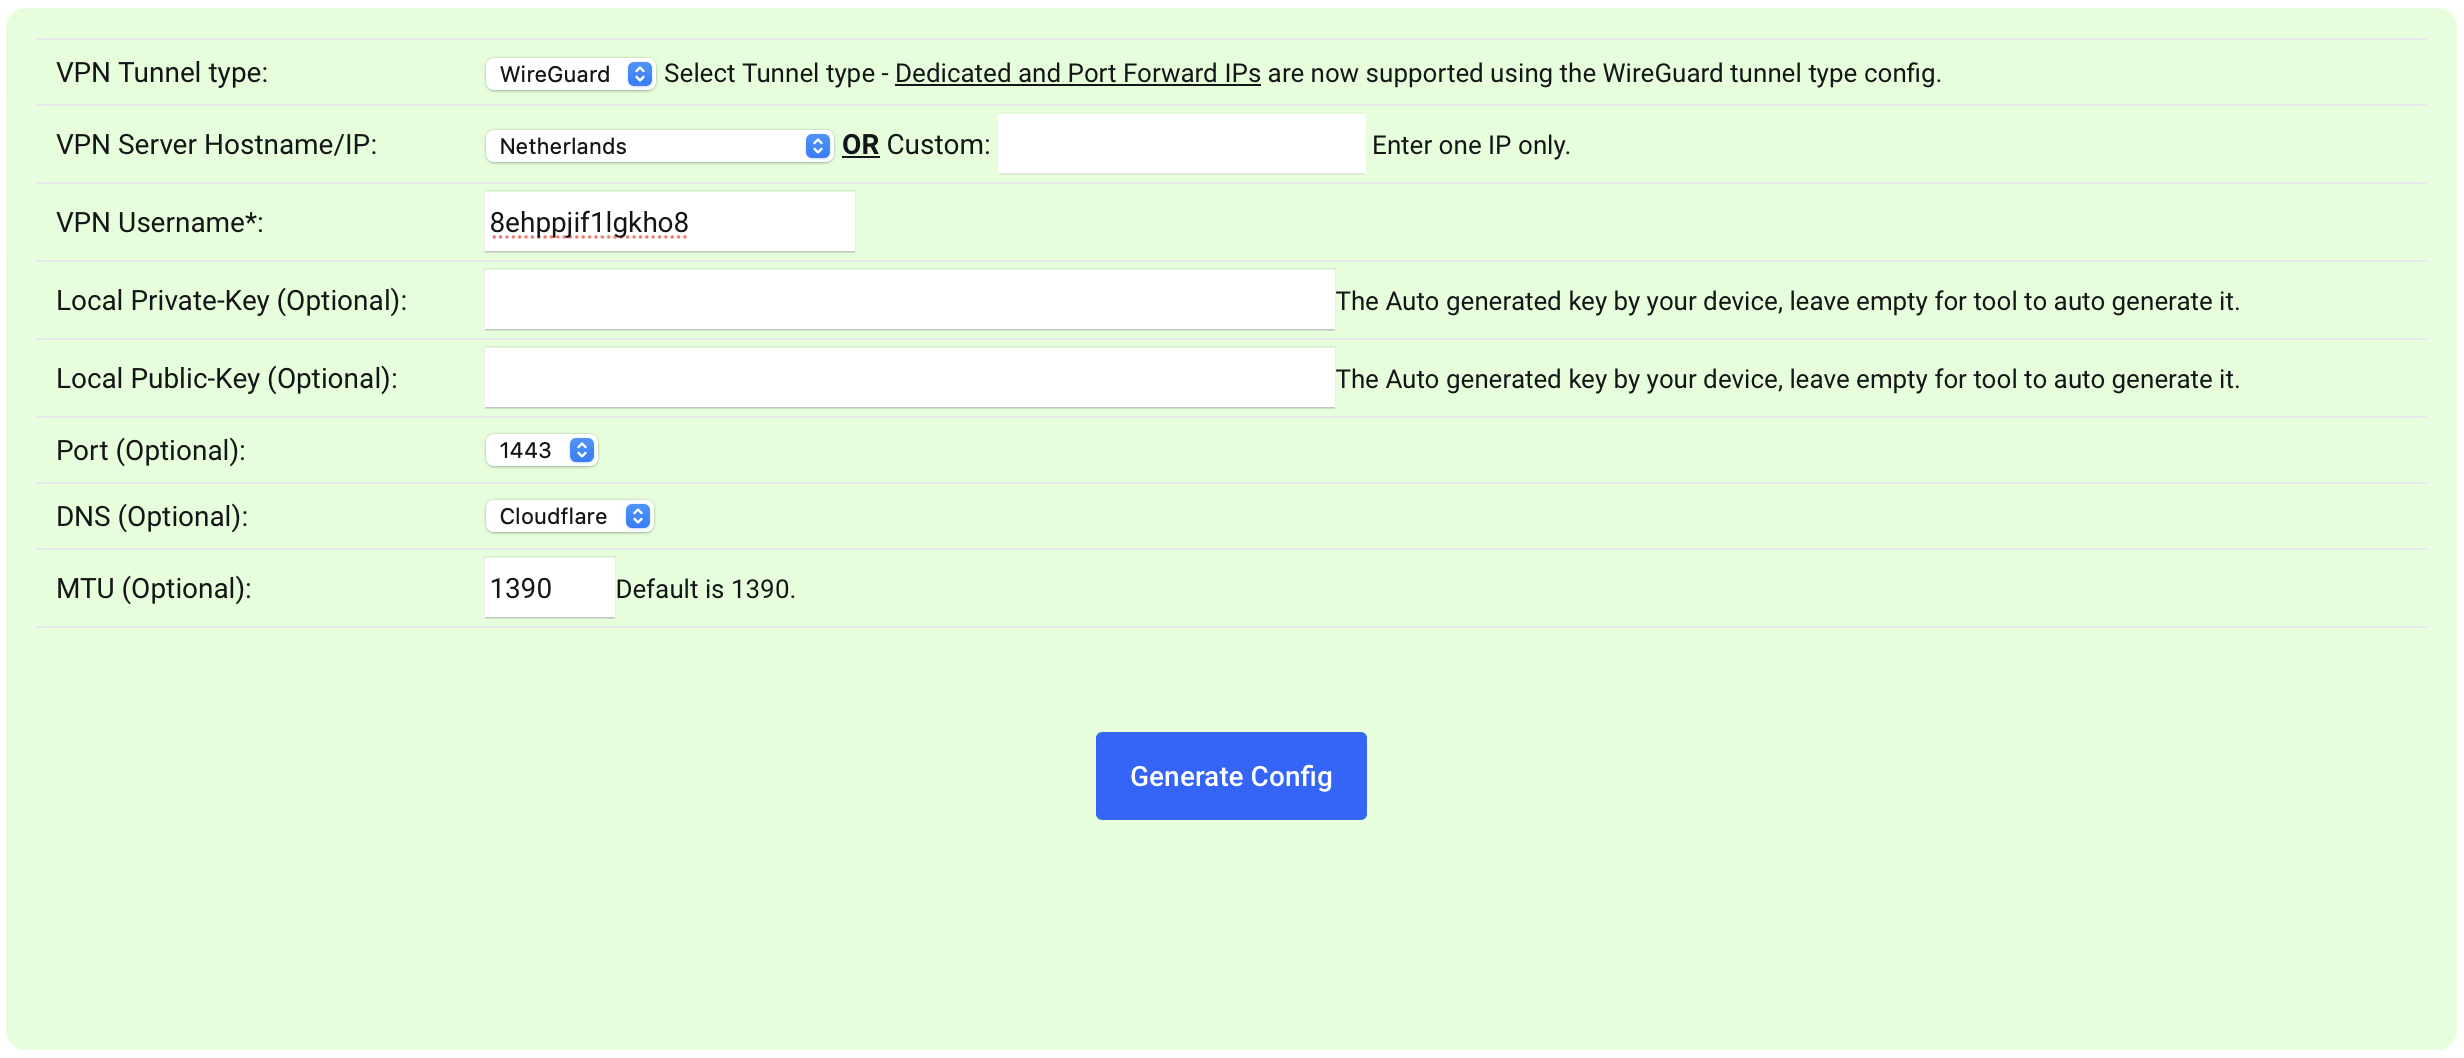 VPN Tunnel type: WireGuard Select Tunnel type - Dedicated and Port Forward IPs are now supported using the WireGuard tunnel type config.
VPN Server Hostname/IP: Netherlands OR Custom: Enter one IP only.
VPN Username*: 8ehppjif1lgkho8
Local Private-Key (Optional): The Auto generated key by your device, leave empty for tool to auto generate it.
Local Public-Key (Optional): The Auto generated key by your device, leave empty for tool to auto generate it.
Port (Optional): 1443
DNS (Optional): Cloudflare
MTU (Optional): 1390 Default is 1390.
Generate Config